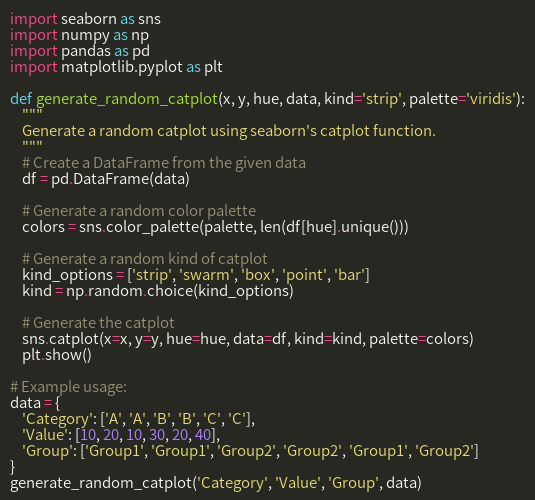 import seaborn as sns
import numpy as np
import pandas as pd
import matplotlib.pyplot as plt

def generate_random_catplot(x, y, hue, data, kind='strip', palette='viridis'):
    """
    Generate a random catplot using seaborn's catplot function.
    """
    # Create a DataFrame from the given data
    df = pd.DataFrame(data)

    # Generate a random color palette
    colors = sns.color_palette(palette, len(df[hue].unique()))

    # Generate a random kind of catplot
    kind_options = ['strip', 'swarm', 'box', 'point', 'bar']
    kind = np.random.choice(kind_options)

    # Generate the catplot
    sns.catplot(x=x, y=y, hue=hue, data=df, kind=kind, palette=colors)
    plt.show()

# Example usage:
data = {
    'Category': ['A', 'A', 'B', 'B', 'C', 'C'],
    'Value': [10, 20, 10, 30, 20, 40],
    'Group': ['Group1', 'Group1', 'Group2', 'Group2', 'Group1', 'Group2']
}
generate_random_catplot('Category', 'Value', 'Group', data)